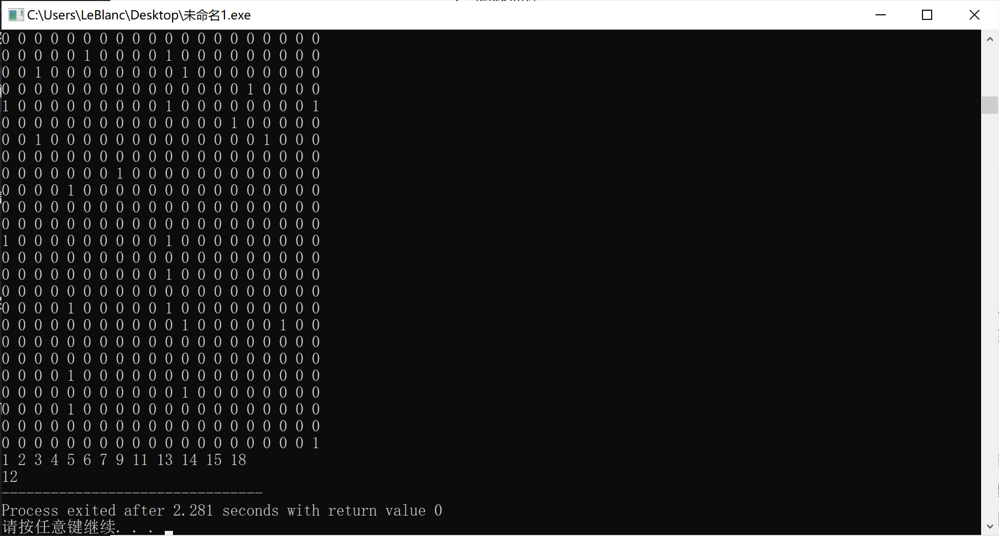 C:\Users\LeBlanc\Desktop\未命名1.exe
0 0 0 0 0 0 0 0 0 0 0 0 0 0 0 0 0 0 0 0
0 0 0 0 0 1 0 0 0 0 1 0 0 0 0 0 0 0 0 0
0 0 1 0 0 0 0 0 0 0 0 1 0 0 0 0 0 0 0 0
0 0 0 0 0 0 0 0 0 0 0 0 0 0 0 1 0 0 0 0
1 0 0 0 0 0 0 0 0 0 1 0 0 0 0 0 0 0 0 1
0 0 0 0 0 0 0 0 0 0 0 0 0 0 1 0 0 0 0 0
0 0 1 0 0 0 0 0 0 0 0 0 0 0 0 0 1 0 0 0
0 0 0 0 0 0 0 0 0 0 0 0 0 0 0 0 0 0 0 0
0 0 0 0 0 0 0 1 0 0 0 0 0 0 0 0 0 0 0 0
0 0 0 0 1 0 0 0 0 0 0 0 0 0 0 0 0 0 0 0
0 0 0 0 0 0 0 0 0 0 0 0 0 0 0 0 0 0 0 0
0 0 0 0 0 0 0 0 0 0 0 0 0 0 0 0 0 0 0 0
1 0 0 0 0 0 0 0 0 0 1 0 0 0 0 0 0 0 0 0
0 0 0 0 0 0 0 0 0 0 0 0 0 0 0 0 0 0 0 0
0 0 0 0 0 0 0 0 0 0 1 0 0 0 0 0 0 0 0 0
0 0 0 0 0 0 0 0 0 0 0 0 0 0 0 0 0 0 0 0
0 0 0 0 1 0 0 0 0 0 1 0 0 0 0 0 0 0 0 0
0 0 0 0 0 0 0 0 0 0 0 1 0 0 0 0 0 1 0 0
0 0 0 0 0 0 0 0 0 0 0 0 0 0 0 0 0 0 0 0
0 0 0 0 0 0 0 0 0 0 0 0 0 0 0 0 0 0 0 0
0 0 0 0 1 0 0 0 0 0 0 0 0 0 0 0 0 0 0 0
0 0 0 0 0 0 0 0 0 0 0 1 0 0 0 0 0 0 0 0
0 0 0 0 1 0 0 0 0 0 0 0 0 0 0 0 0 0 0 0
0 0 0 0 0 0 0 0 0 0 0 0 0 0 0 0 0 0 0 0
0 0 0 0 0 0 0 0 0 0 0 0 0 0 0 0 0 0 0 1
1 2 3 4 5 6 7 9 11 13 14 15 18
12
--------------------------------
Process exited after 2.281 seconds with return value 0
请按任意键继续. . .